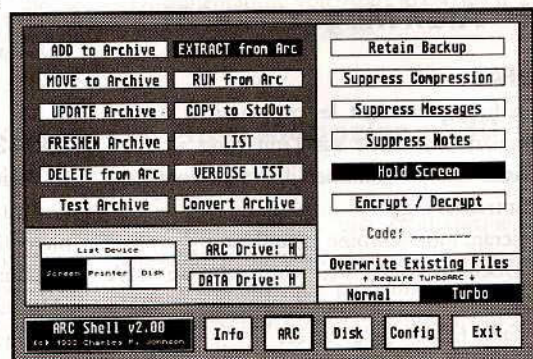 ADD to Archive
EXTRACT from Arc
MOVE to Archive
RUN from Arc
UPDATE Archive
COPY to StdOut
FRESHEN Archive
LIST
DELETE from Arc
VERBOSE LIST
Test Archive
Convert Archive
List Device
Screen Printer Disk
ARC Drive: H
DATA Drive: H
Retain Backup
Suppress Compression
Suppress Messages
Suppress Notes
Hold Screen
Encrypt / Decrypt
Code: ________
Overwrite Existing Files
↑ Require TurboARC ↓
Normal Turbo
ARC Shell v2.00
Charles F. Johnson
Info
ARC
Disk
Config
Exit